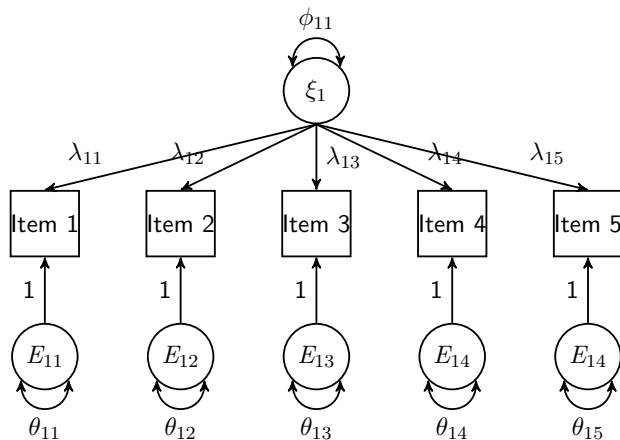 ϕ₁₁
ξ₁
λ₁₁ λ₁₂ λ₁₃ λ₁₄ λ₁₅
Item 1 Item 2 Item 3 Item 4 Item 5
1 1 1 1 1
E₁₁ E₁₂ E₁₃ E₁₄ E₁₄
θ₁₁ θ₁₂ θ₁₃ θ₁₄ θ₁₅